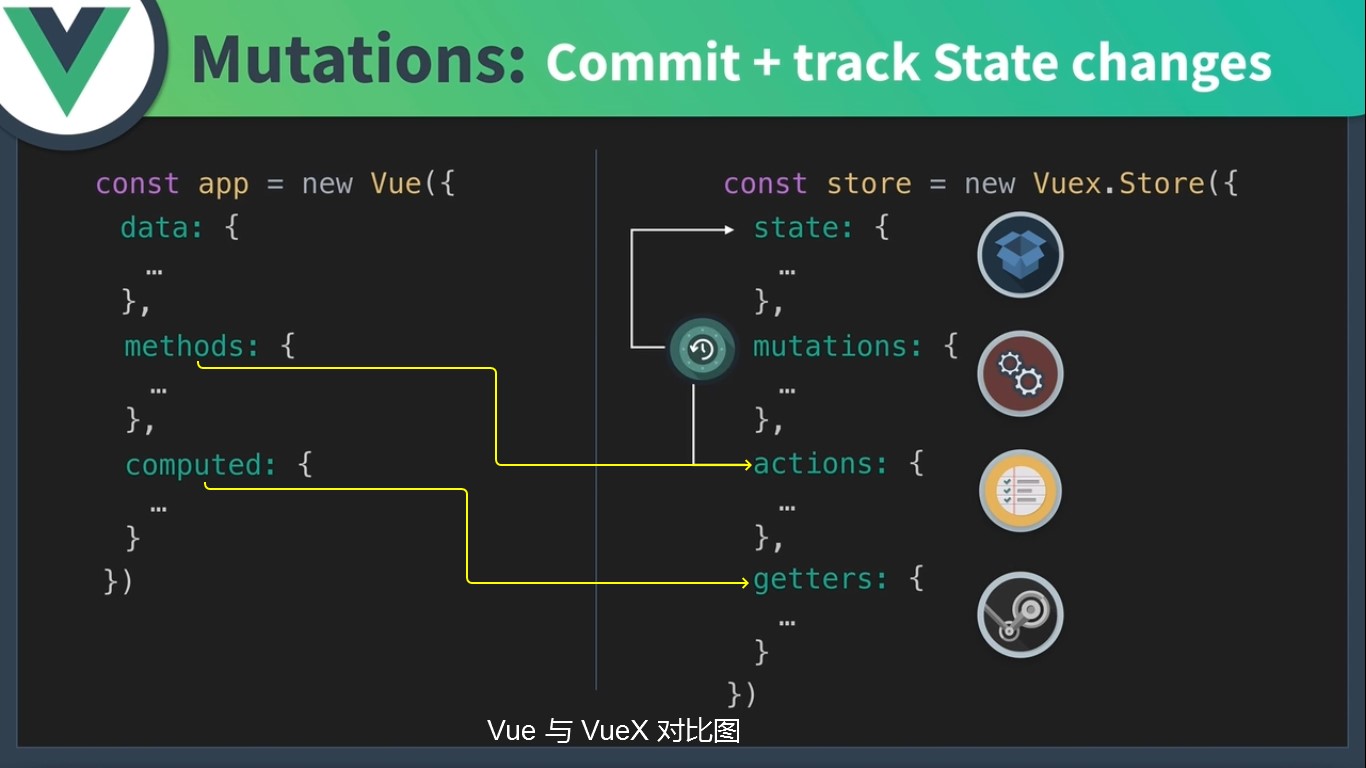 Mutations: Commit + track State changes
const app = new Vue({
data: {
…
},
methods: {
…
},
computed: {
…
}
})
const store = new Vuex.Store({
state: {
…
},
mutations: {
…
},
actions: {
…
},
getters: {
…
}
})
Vue 与 VueX 对比图